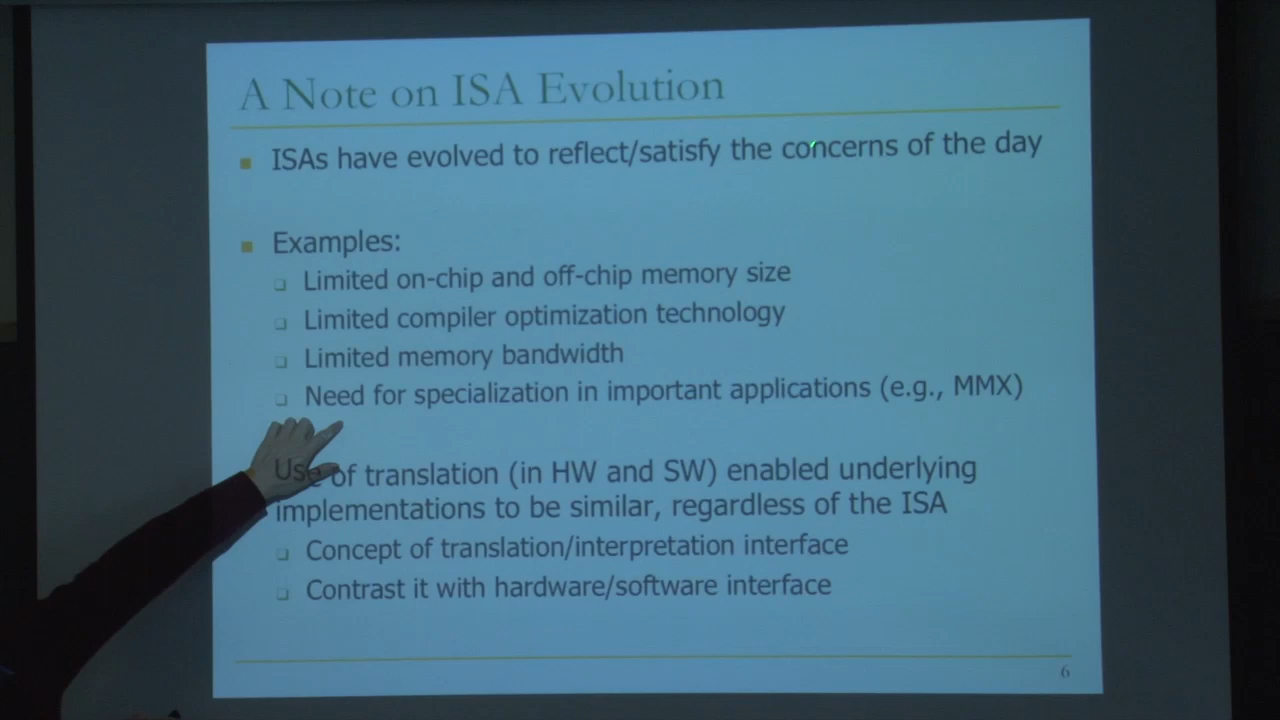 A Note on ISA Evolution
ISAs have evolved to reflect/satisfy the concerns of the day
Examples:
Limited on-chip and off-chip memory size
Limited compiler optimization technology
Limited memory bandwidth
Need for specialization in important applications (e.g., MMX)
Use of translation (in HW and SW) enabled underlying
implementations to be similar, regardless of the ISA
Concept of translation/interpretation interface
Contrast it with hardware/software interface
6